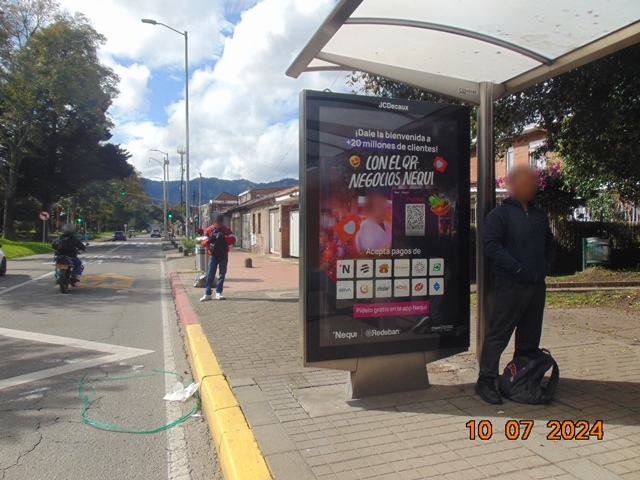 JCDecaux
¡Dale la bienvenida a
+20 millones de clientes!
CON EL QR
NEGOCIOS NEQUI
Acepta pagos de
Pídelo gratis en la app Nequi
Nequi Redeban
10 07 2024